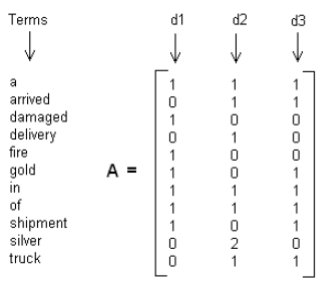 Terms d1 d2 d3
a 1 1 1
arrived 0 1 1
damaged 1 0 0
delivery 0 1 0
fire 1 0 0
gold A = 1 0 1
in 1 1 1
of 1 1 1
shipment 1 0 1
silver 0 2 0
truck 0 1 1